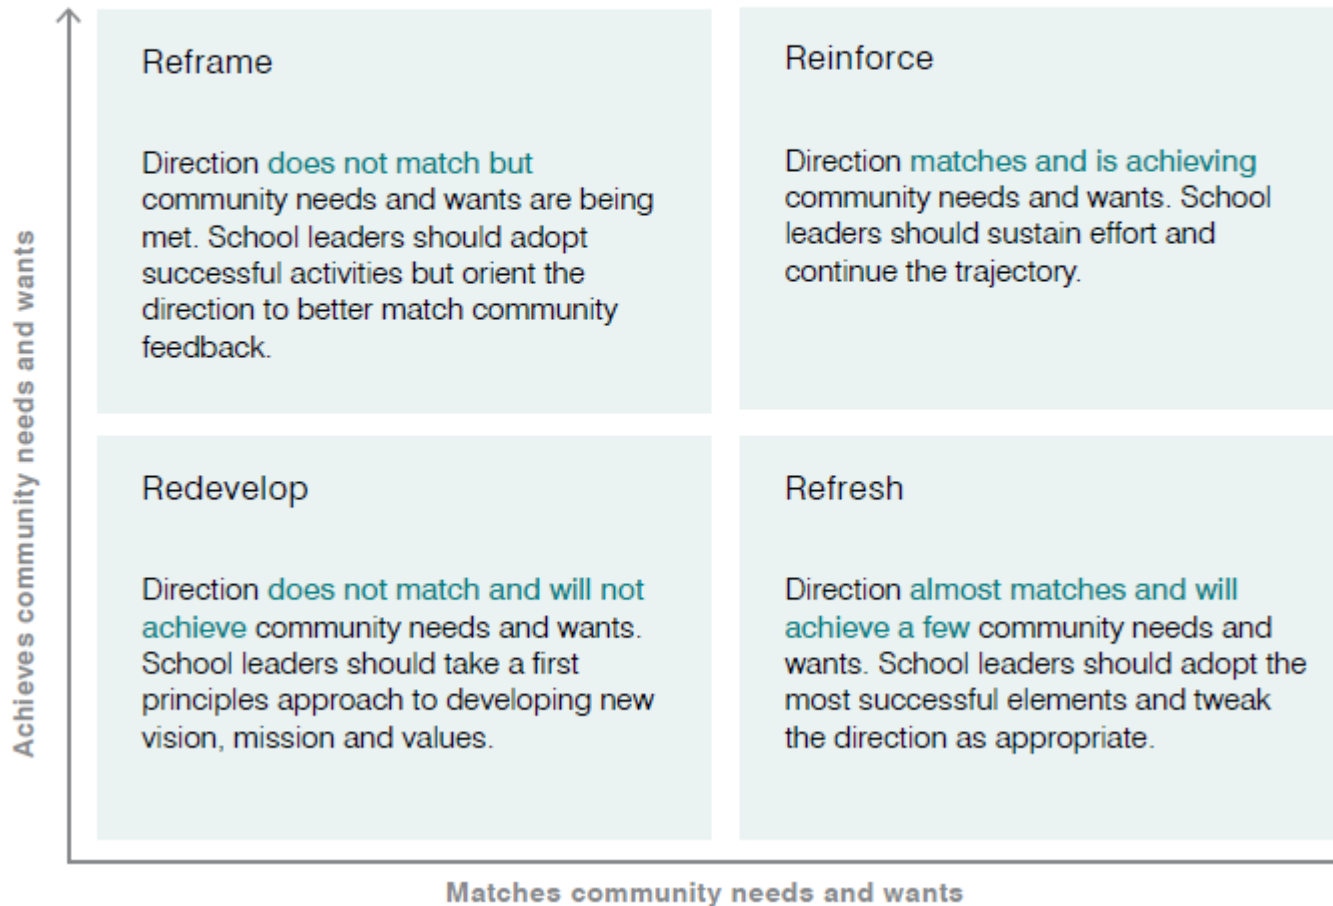 Achieves community needs and wants
Reframe
Direction does not match but
community needs and wants are being
met. School leaders should adopt
successful activities but orient the
direction to better match community
feedback.
Reinforce
Direction matches and is achieving
community needs and wants. School
leaders should sustain effort and
continue the trajectory.
Redevelop
Direction does not match and will not
achieve community needs and wants.
School leaders should take a first
principles approach to developing new
vision, mission and values.
Refresh
Direction almost matches and will
achieve a few community needs and
wants. School leaders should adopt the
most successful elements and tweak
the direction as appropriate.
Matches community needs and wants